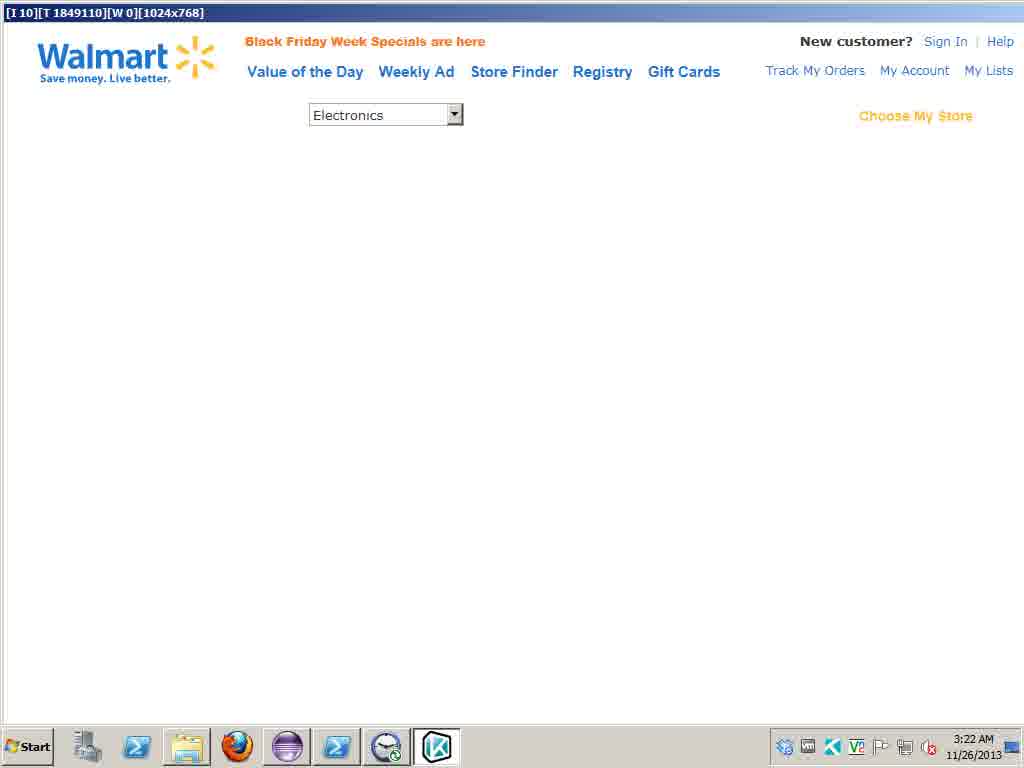 [I 10][T 1849110][W 0][1024x768]
Walmart
Save money. Live better.
Black Friday Week Specials are here
New customer? Sign In | Help
Value of the Day Weekly Ad Store Finder Registry Gift Cards
Track My Orders My Account My Lists
Electronics
Choose My Store
Start
3:22 AM
11/26/2013